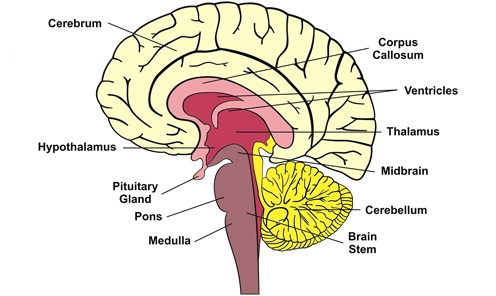 Cerebrum
Corpus
Callosum
Ventricles
Thalamus
Hypothalamus
Midbrain
Pituitary
Gland
Cerebellum
Pons
Medulla
Brain
Stem